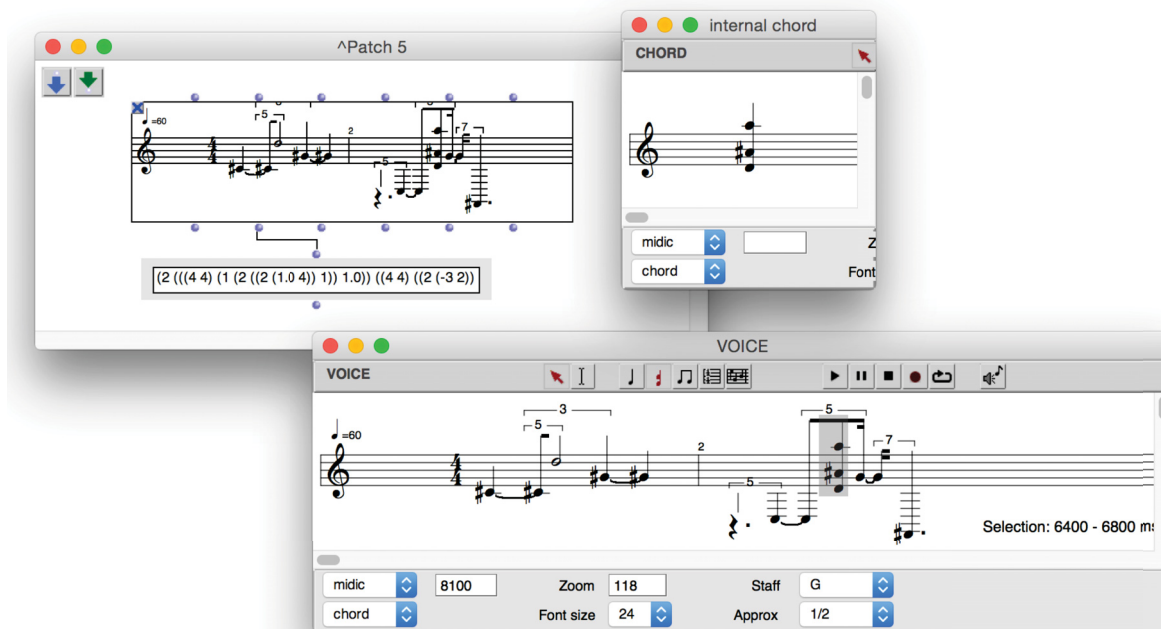 ^Patch 5
=60
5
2
5
7
5
(2 (((4 4) (1 (2 ((2 (1.0 4)) 1)) 1.0)) ((4 4) ((2 (-3 2))
internal chord
CHORD
midic
chord
Font
VOICE
VOICE
3
5
5
=60
4
4
2
7
5
Selection: 6400 - 6800 ms
midic 8100 Zoom 118 Staff G
chord Font size 24 Approx 1/2